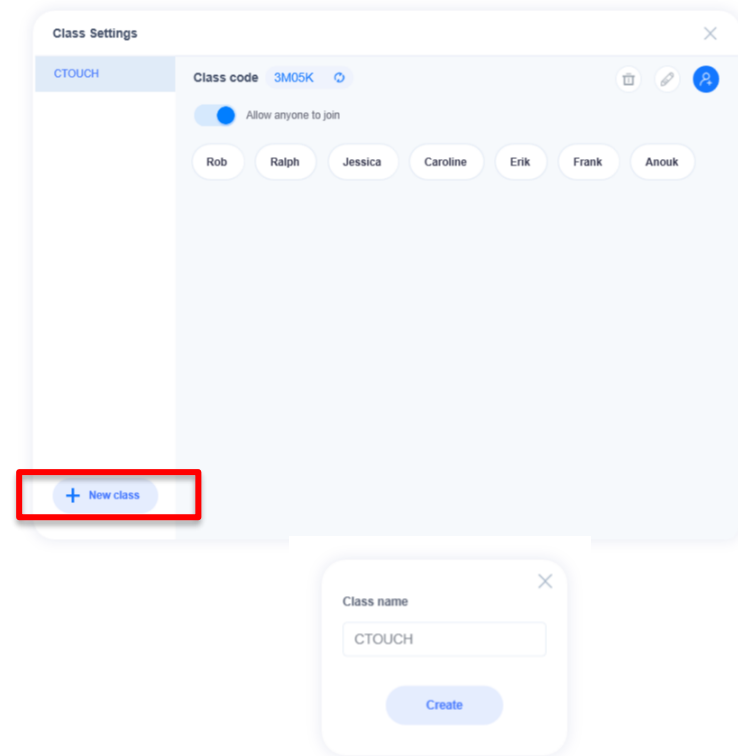 Class Settings
CTOUCH
Class code 3M05K
Allow anyone to join
Rob Ralph Jessica Caroline Erik Frank Anouk
+ New class
Class name
CTOUCH
Create